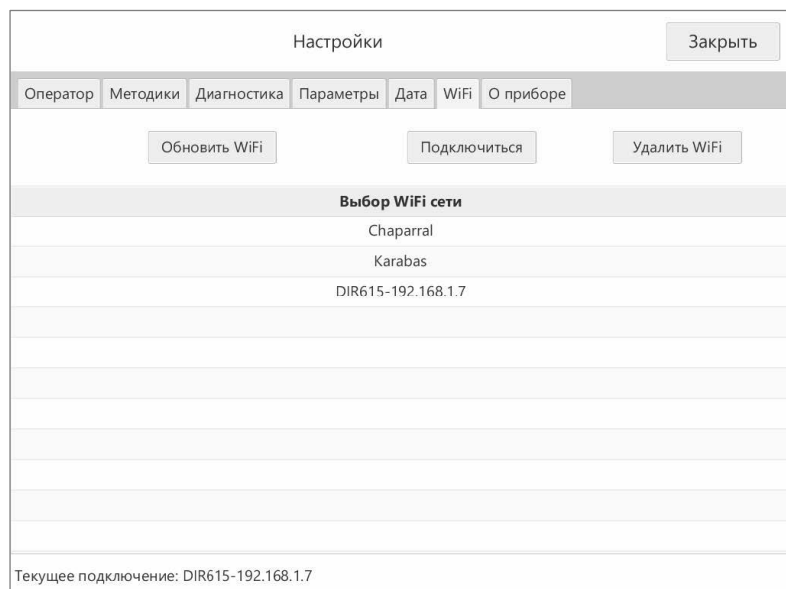 Настройки
Закрыть
Оператор Методики Диагностика Параметры Дата WiFi О приборе
Обновить WiFi Подключиться Удалить WiFi
Выбор WiFi сети
Chaparral
Karabas
DIR615-192.168.1.7
Текущее подключение: DIR615-192.168.1.7